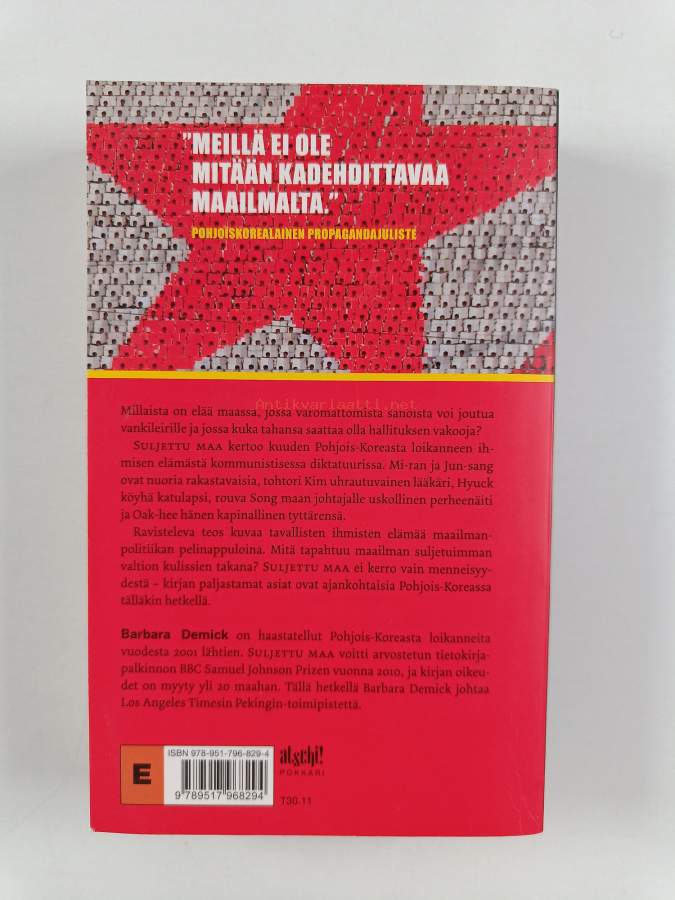 "MEILLÄ EI OLE
MITÄÄN KADEHDITTAVAA
MAAILMALTA."
POHJOISKOREALAINEN PROPAGANDAJULISTE
Antikvariaatti.net
Millaista on elää maassa, jossa varomattomista sanoista voi joutua
vankileirille ja jossa kuka tahansa saattaa olla hallituksen vakooja?
SULJETTU MAA kertoo kuuden Pohjois-Koreasta loikanneen ih-
misen elämästä kommunistisessa diktatuurissa. Mi-ran ja Jun-sang
ovat nuoria rakastavaisia, tohtori Kim uhrautuvainen lääkäri, Hyuck
köyhä katulapsi, rouva Song maan johtajalle uskollinen perheenäiti
ja Oak-hee hänen kapinallinen tyttärensä.
Ravisteleva teos kuvaa tavallisten ihmisten elämää maailman-
politiikan pelinappuloina. Mitä tapahtuu maailman suljetuimman
valtion kulissien takana? SULJETTU MAA ei kerro vain menneisyy-
destä – kirjan paljastamat asiat ovat ajankohtaisia Pohjois-Koreassa
tälläkin hetkellä.
Barbara Demick on haastatellut Pohjois-Koreasta loikanneita
vuodesta 2001 lähtien. SULJETTU MAA voitti arvostetun tietokirja-
palkinnon BBC Samuel Johnson Prizen vuonna 2010, ja kirjan oikeu-
det on myyty yli 20 maahan. Tällä hetkellä Barbara Demick johtaa
Los Angeles Timesin Pekingin-toimipistettä.
E
ISBN 978-951-796-829-4
9 789517 968294
atschi!
POKKARI
T30.11